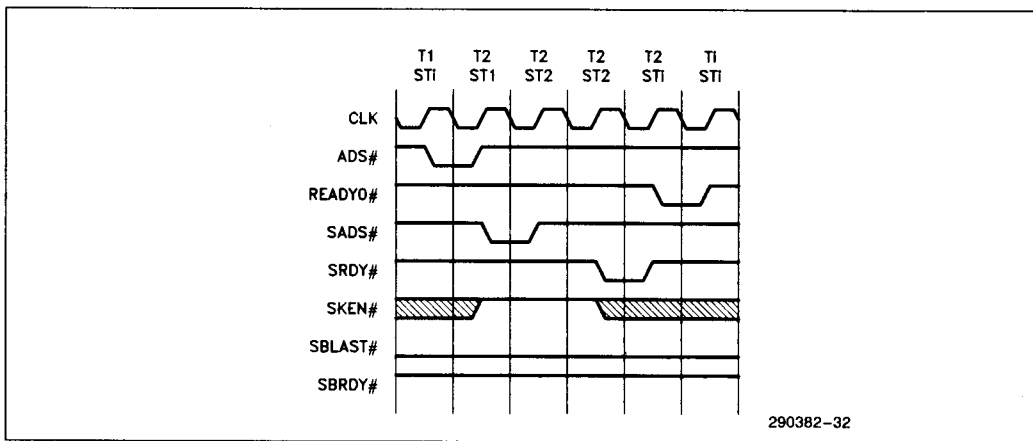 T1 T2 T2 T2 T2 Ti
STi ST1 ST2 ST2 STi STi
CLK
ADS#
READYO#
SADS#
SRDY#
SKEN#
SBLAST#
SBRDY#
290382-32